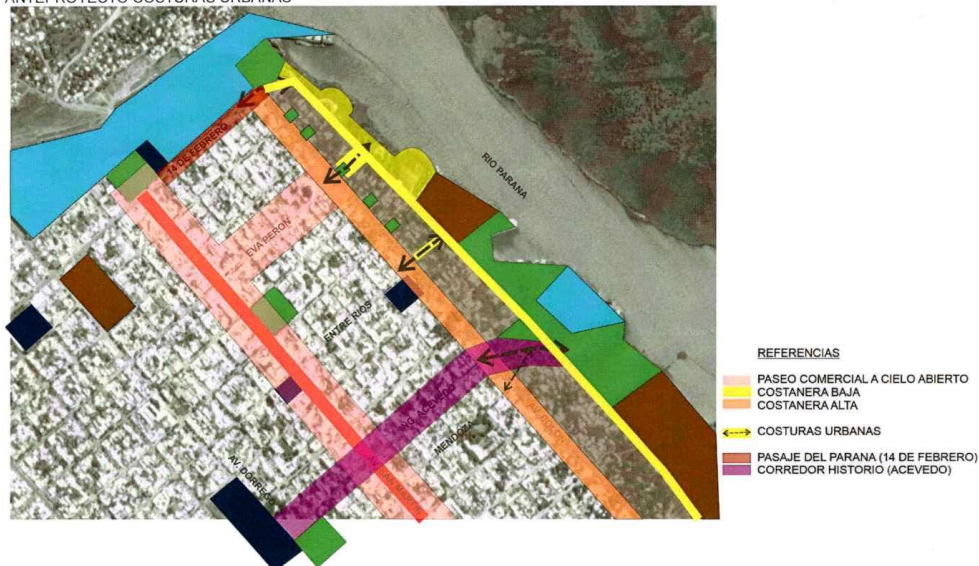 ANTEPROYECTO COSTURAS URBANAS
14 DE FEBRERO
RIO PARANA
EVA PERON
ENTRE RIOS
MENDOZA
AV. DORREGO
REFERENCIAS
PASEO COMERCIAL A CIELO ABIERTO
COSTANERA BAJA
COSTANERA ALTA
COSTURAS URBANAS
PASAJE DEL PARANA (14 DE FEBRERO)
CORREDOR HISTORIO (ACEVEDO)